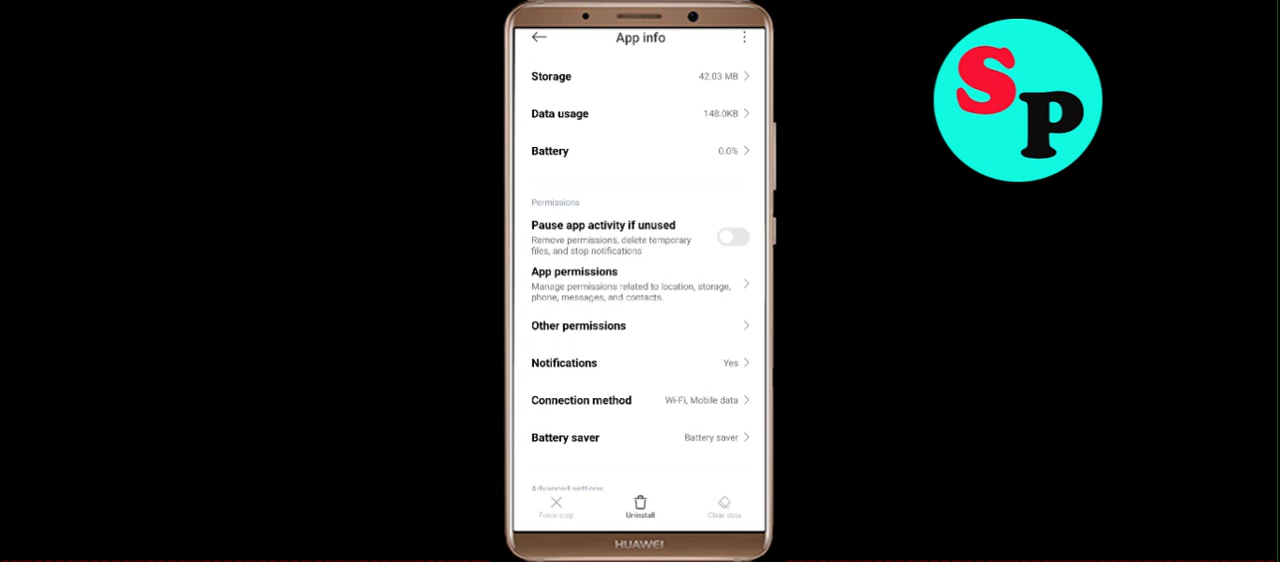 App info
Storage 42.03 MB
Data usage 148.0KB
Battery 0.0%
Permissions
Pause app activity if unused
Remove permissions, delete temporary
files, and stop notifications
App permissions
Manage permissions related to location, storage,
phone, messages, and contacts.
Other permissions
Notifications Yes
Connection method Wi-Fi, Mobile data
Battery saver Battery saver
Advanced settings
Force stop Uninstall Clear data
HUAWEI
SP